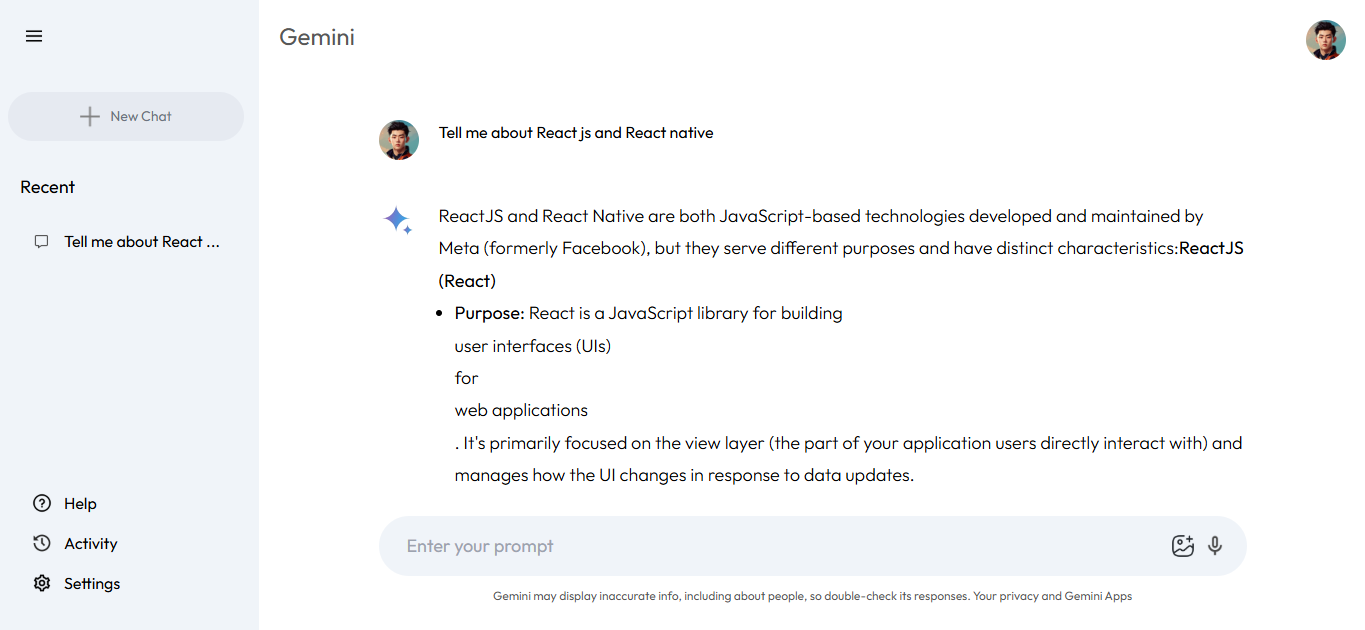 Gemini
New Chat
Recent
Tell me about React ...
Help
Activity
Settings
Tell me about React js and React native
ReactJS and React Native are both JavaScript-based technologies developed and maintained by
Meta (formerly Facebook), but they serve different purposes and have distinct characteristics:ReactJS
(React)
• Purpose: React is a JavaScript library for building
user interfaces (UIs)
for
web applications
. It's primarily focused on the view layer (the part of your application users directly interact with) and
manages how the UI changes in response to data updates.
Enter your prompt
Gemini may display inaccurate info, including about people, so double-check its responses. Your privacy and Gemini Apps